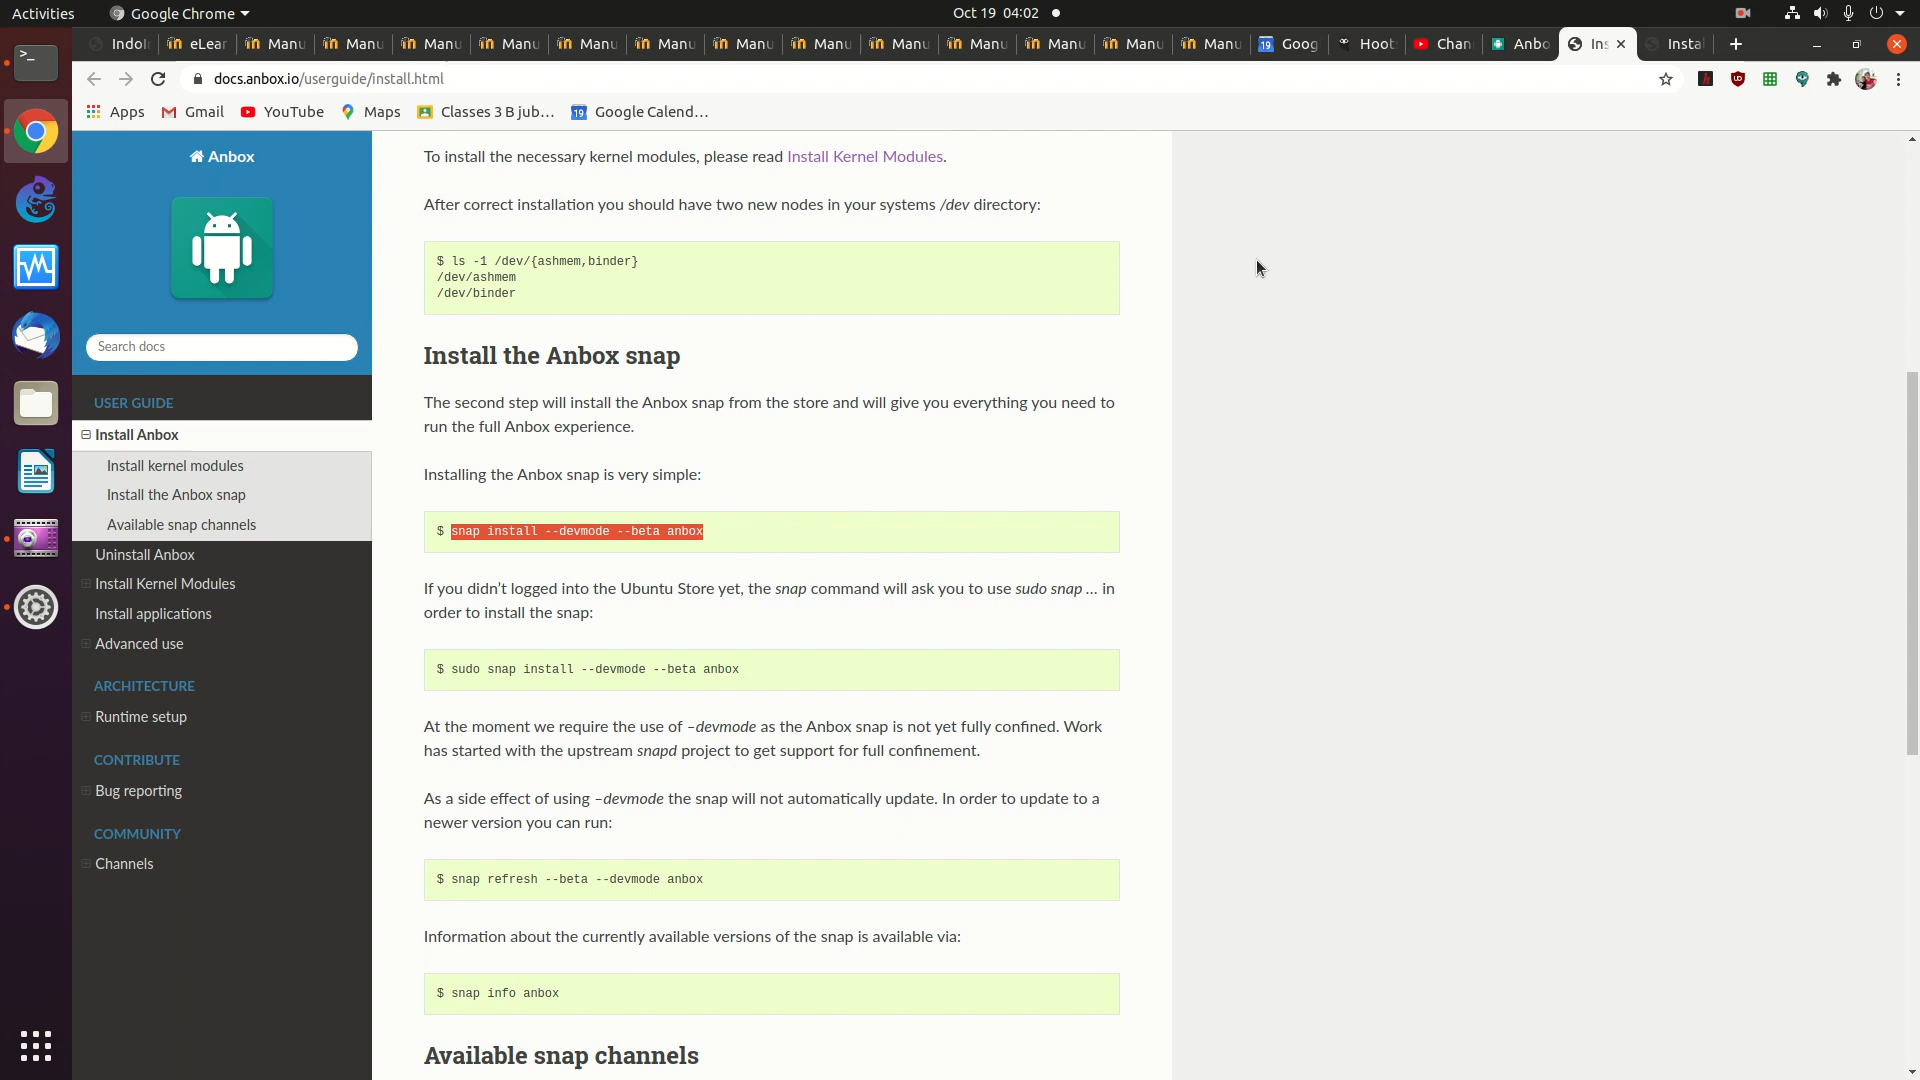 Activities
Google Chrome
Oct 19 04:02
Indo
eLear
Manu
Manu
Manu
Manu
Manu
Manu
Manu
Manu
Manu
Manu
Manu
Manu
Manu
Goog
Hoot
Chan
Anbo
Ins
Insta
docs.anbox.io/userguide/install.html
Apps
Gmail
YouTube
Maps
Classes 3 B jub...
Google Calend...
Anbox
Search docs
USER GUIDE
Install Anbox
Install kernel modules
Install the Anbox snap
Available snap channels
Uninstall Anbox
Install Kernel Modules
Install applications
Advanced use
ARCHITECTURE
Runtime setup
CONTRIBUTE
Bug reporting
COMMUNITY
Channels
To install the necessary kernel modules, please read Install Kernel Modules.
After correct installation you should have two new nodes in your systems /dev directory:
$ ls -1 /dev/{ashmem,binder}
/dev/ashmem
/dev/binder
Install the Anbox snap
The second step will install the Anbox snap from the store and will give you everything you need to
run the full Anbox experience.
Installing the Anbox snap is very simple:
$ snap install --devmode --beta anbox
If you didn’t logged into the Ubuntu Store yet, the snap command will ask you to use sudo snap ... in
order to install the snap:
$ sudo snap install --devmode --beta anbox
At the moment we require the use of –devmode as the Anbox snap is not yet fully confined. Work
has started with the upstream snapd project to get support for full confinement.
As a side effect of using –devmode the snap will not automatically update. In order to update to a
newer version you can run:
$ snap refresh --beta --devmode anbox
Information about the currently available versions of the snap is available via:
$ snap info anbox
Available snap channels